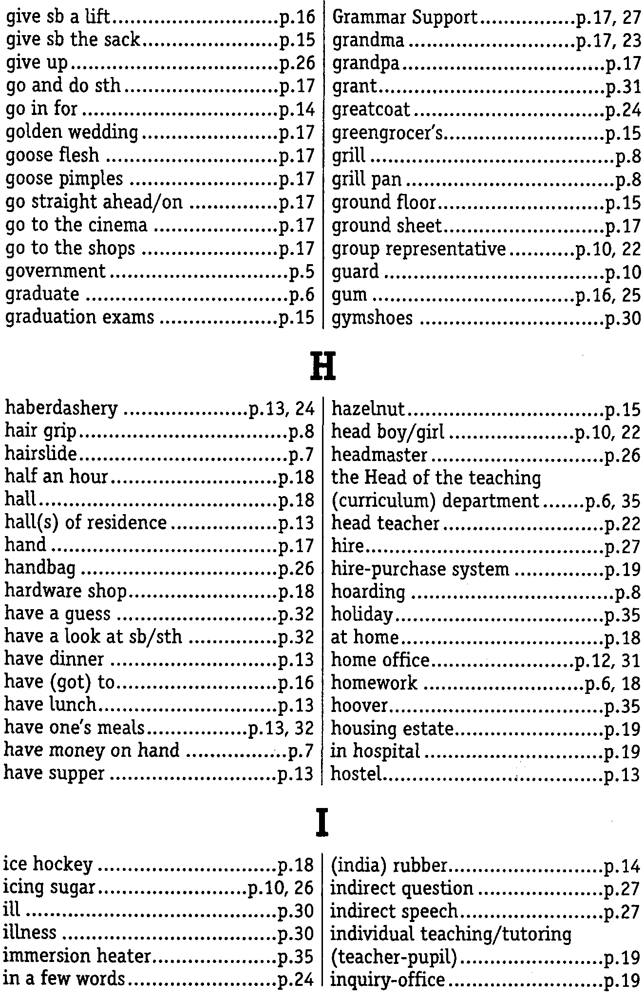 give sb a lift............................p.16
give sb the sack.......................p.15
give up...................................p.26
go and do sth..........................p.17
go in for.................................p.14
golden wedding.......................p.17
goose flesh.............................p.17
goose pimples.........................p.17
go straight ahead/on...............p.17
go to the cinema.....................p.17
go to the shops.......................p.17
government..............................p.5
graduate..................................p.6
graduation exams....................p.15
Grammar Support................p.17, 27
grandma............................p.17, 23
grandpa..................................p.17
grant......................................p.31
greatcoat................................p.24
greengrocer's...........................p.15
grill.........................................p.8
grill pan...................................p.8
ground floor............................p.15
ground sheet...........................p.17
group representative...........p.10, 22
guard.....................................p.10
gum..................................p.16, 25
gymshoes...............................p.30
H
haberdashery.....................p.13, 24
hair grip...................................p.8
hairslide...................................p.7
half an hour............................p.18
hall........................................p.18
hall(s) of residence..................p.13
hand......................................p.17
handbag.................................p.26
hardware shop.........................p.18
have a guess...........................p.32
have a look at sb/sth...............p.32
have dinner............................p.13
have (got) to...........................p.16
have lunch..............................p.13
have one's meals.................p.13, 32
have money on hand.................p.7
have supper............................p.13
hazelnut.................................p.15
head boy/girl.....................p.10, 22
headmaster.............................p.26
the Head of the teaching
(curriculum) department.......p.6, 35
head teacher...........................p.22
hire........................................p.27
hire-purchase system...............p.19
hoarding..................................p.8
holiday...................................p.35
at home..................................p.18
home office........................p.12, 31
homework...........................p.6, 18
hoover....................................p.35
housing estate.........................p.19
in hospital..............................p.19
hostel.....................................p.13
I
ice hockey..............................p.18
icing sugar.........................p.10, 26
ill..........................................p.30
illness....................................p.30
immersion heater.....................p.35
in a few words.........................p.24
(india) rubber..........................p.14
indirect question.....................p.27
indirect speech........................p.27
individual teaching/tutoring
(teacher-pupil)........................p.19
inquiry-office..........................p.19